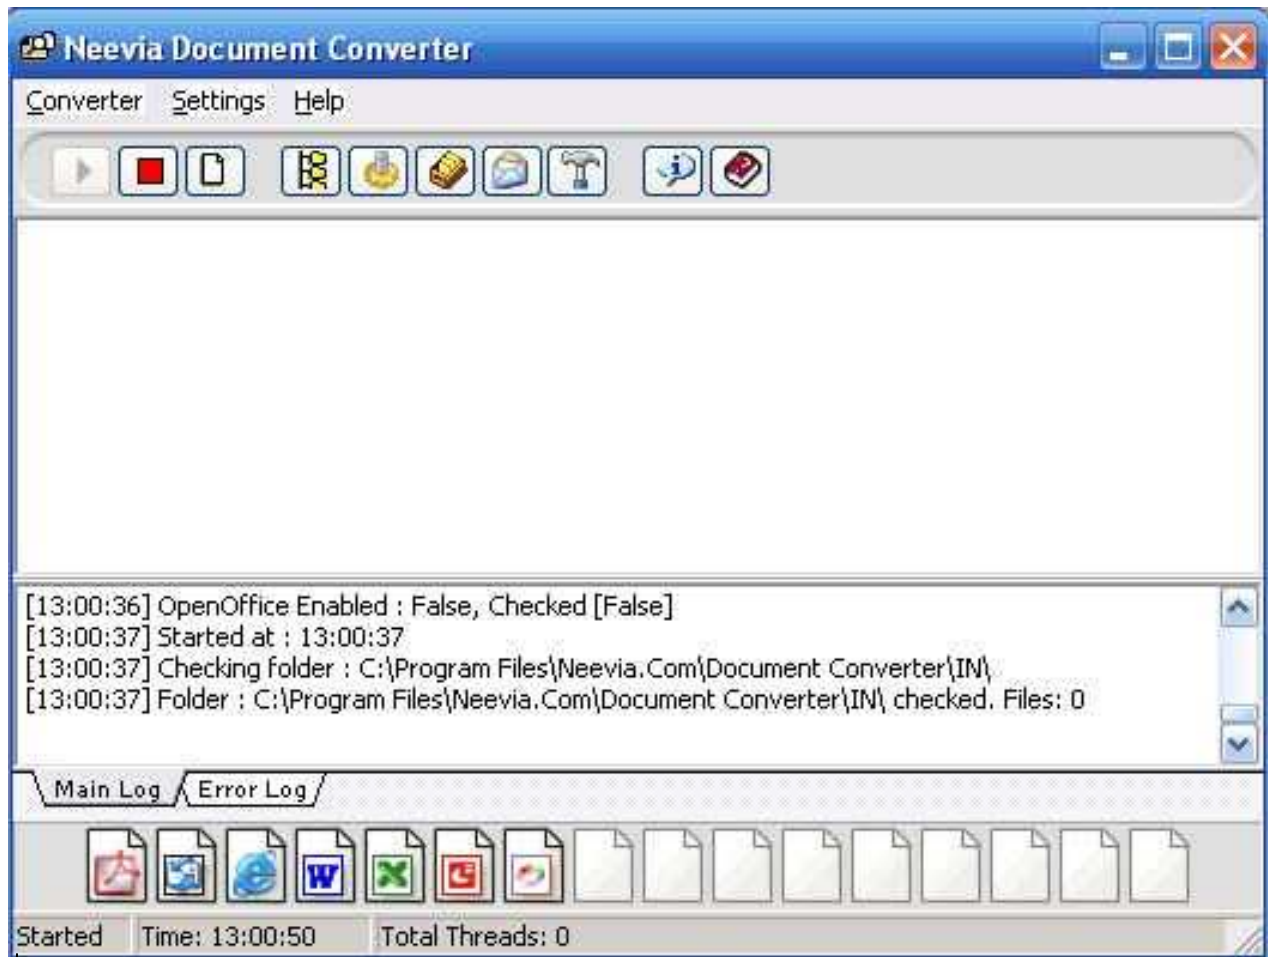 Neevia Document Converter
Converter Settings Help
[13:00:36] OpenOffice Enabled : False, Checked [False]
[13:00:37] Started at : 13:00:37
[13:00:37] Checking folder : C:\Program Files\Neevia.Com\Document Converter\IN\
[13:00:37] Folder : C:\Program Files\Neevia.Com\Document Converter\IN\ checked. Files: 0
Main Log Error Log
W
Started Time: 13:00:50 Total Threads: 0